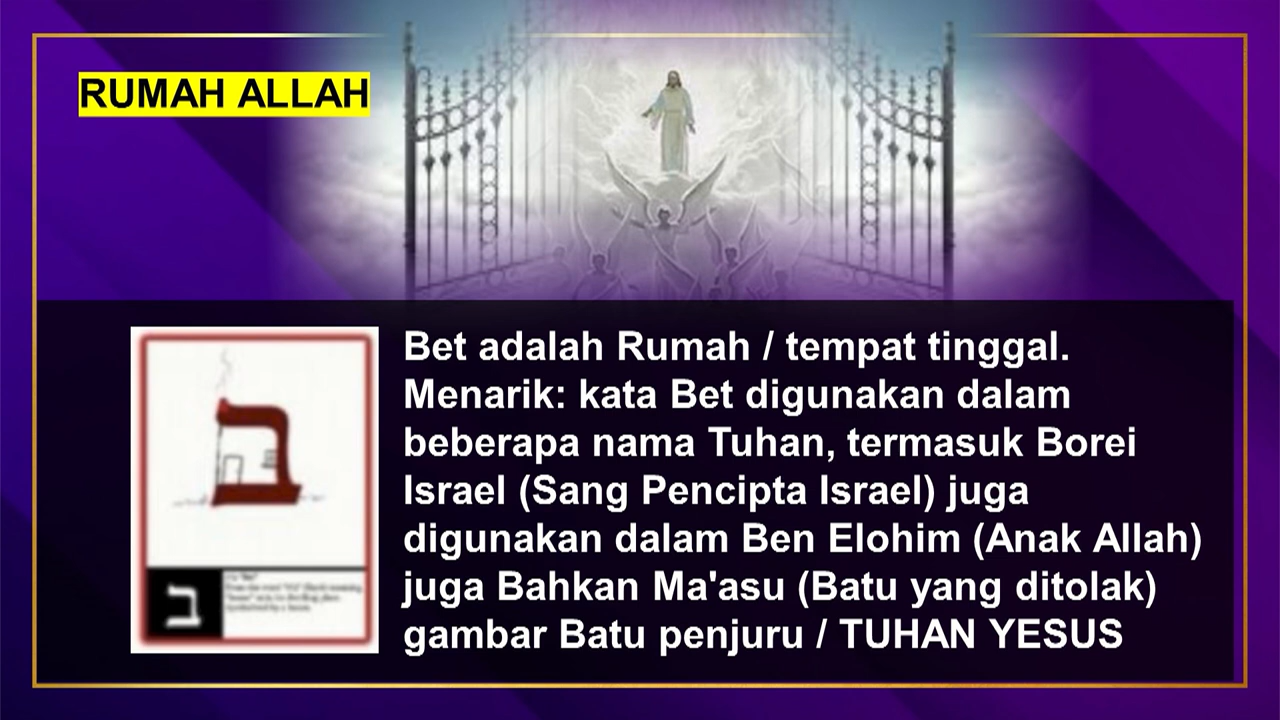 RUMAH ALLAH
Bet adalah Rumah / tempat tinggal.
Menarik: kata Bet digunakan dalam
beberapa nama Tuhan, termasuk Borei
Israel (Sang Pencipta Israel) juga
digunakan dalam Ben Elohim (Anak Allah)
juga Bahkan Ma'asu (Batu yang ditolak)
gambar Batu penjuru / TUHAN YESUS
ב
ב